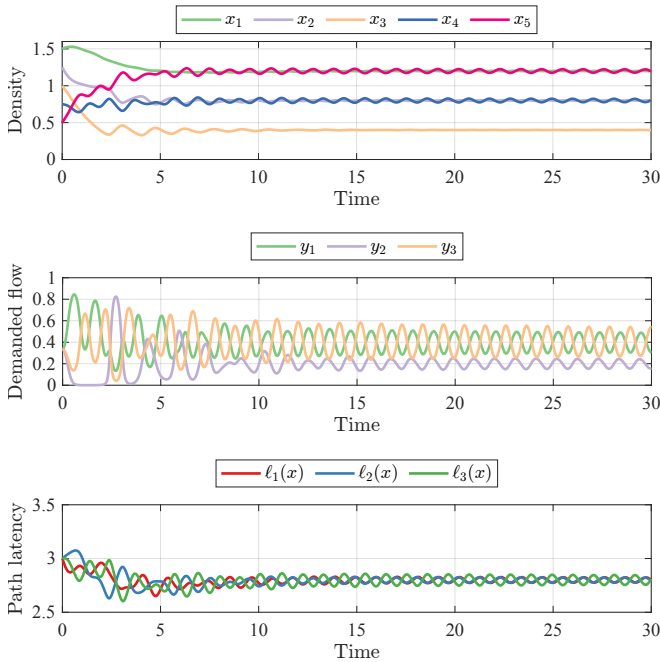 x₁ x₂ x₃ x₄ x₅
1.5
1
0.5
0
Density
0 5 10 15 20 25 30
Time
y₁ y₂ y₃
1
0.8
0.6
0.4
0.2
0
Demanded flow
0 5 10 15 20 25 30
Time
ℓ₁(x) ℓ₂(x) ℓ₃(x)
3.5
3
2.5
Path latency
0 5 10 15 20 25 30
Time